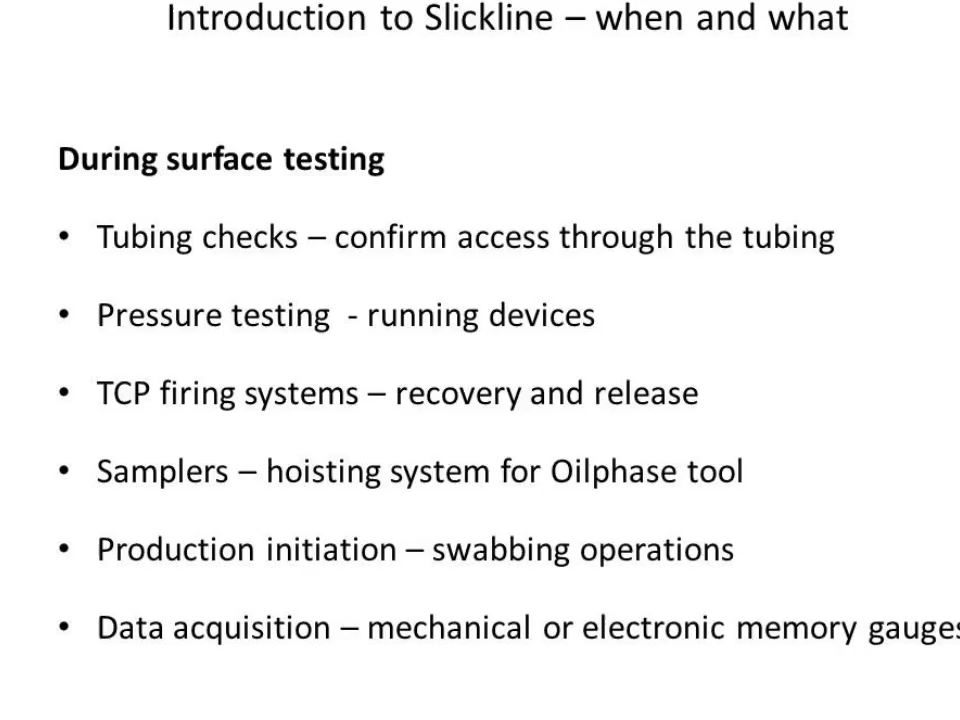 Introduction to Slickline – when and what
During surface testing
• Tubing checks – confirm access through the tubing
• Pressure testing  - running devices
• TCP firing systems – recovery and release
• Samplers – hoisting system for Oilphase tool
• Production initiation – swabbing operations
• Data acquisition – mechanical or electronic memory gauges